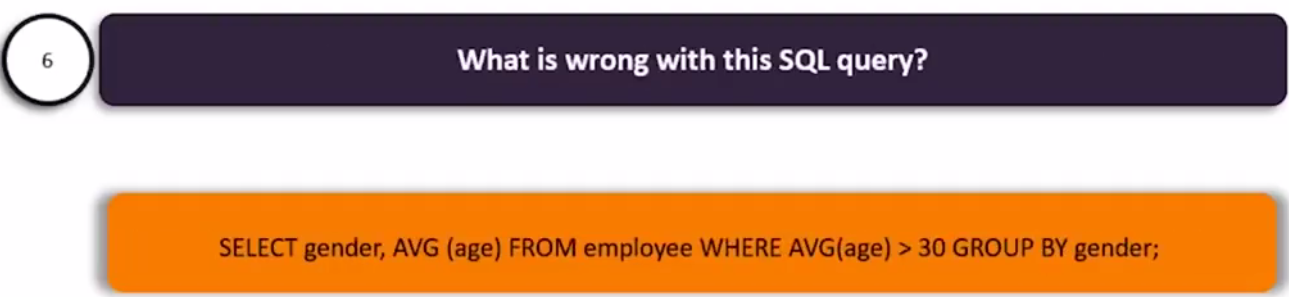 6
What is wrong with this SQL query?
SELECT gender, AVG (age) FROM employee WHERE AVG(age) > 30 GROUP BY gender;